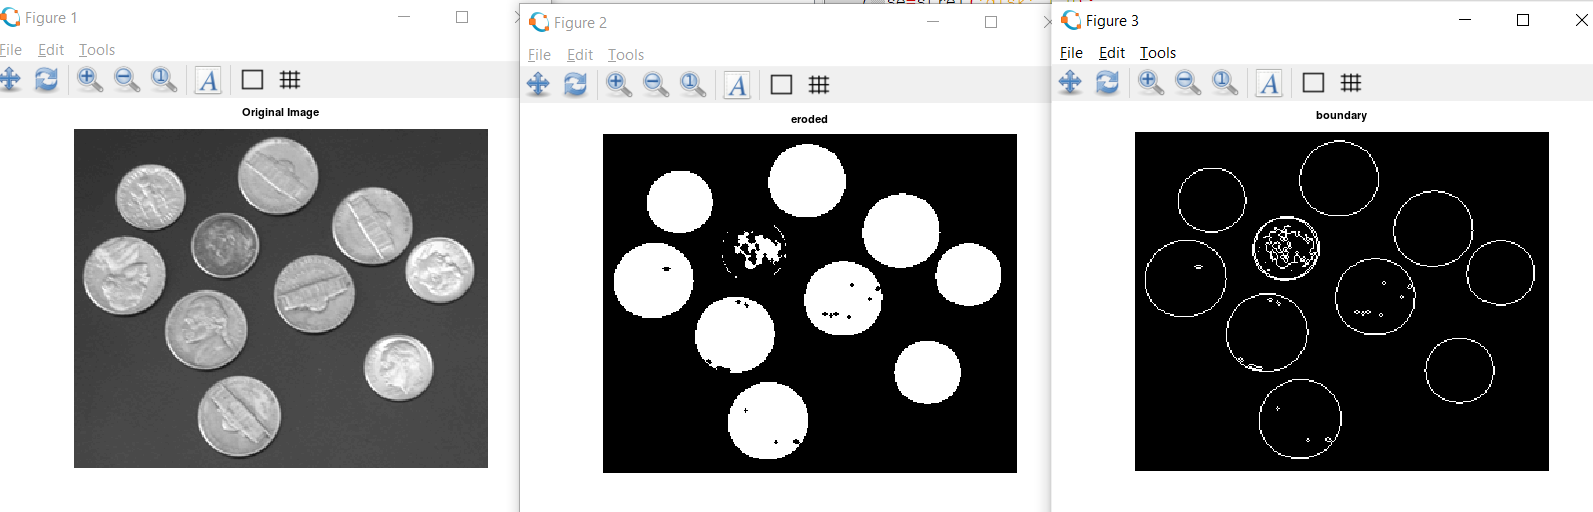 Figure 1
File Edit Tools
Original Image
Figure 2
File Edit Tools
eroded
Figure 3
File Edit Tools
boundary